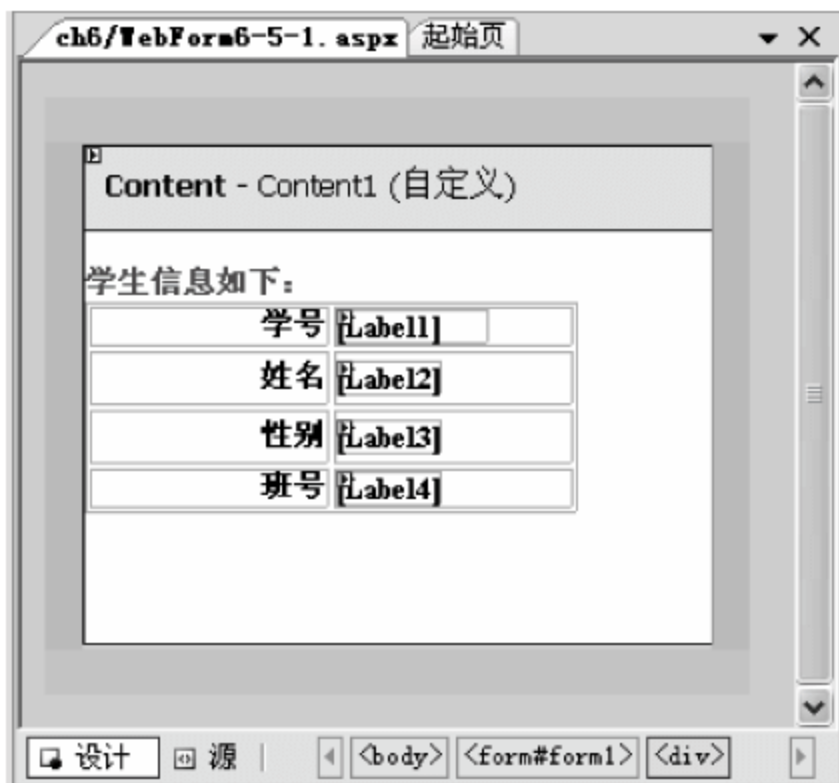 ch6/WebForm6-5-1.aspx 起始页
Content - Content1 (自定义)
学生信息如下：
学号 [Label1]
姓名 [Label2]
性别 [Label3]
班号 [Label4]
设计 源 <body> <form#form1> <div>